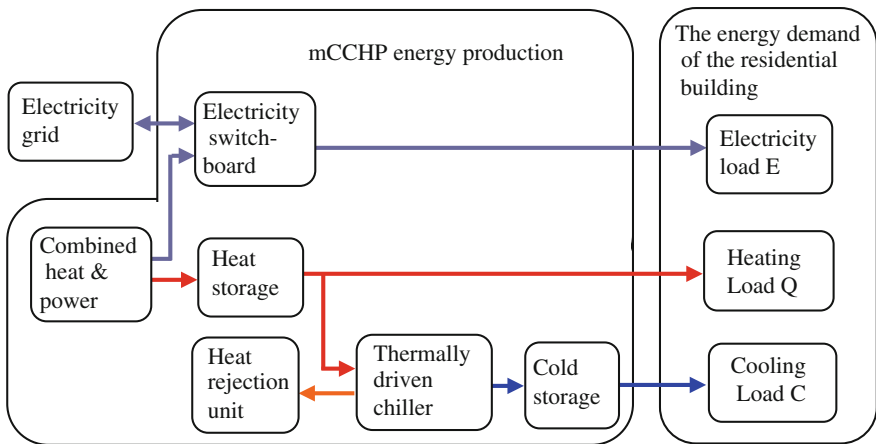 mCCHP energy production
The energy demand
of the residential
building
Electricity
grid
Electricity
switch-
board
Electricity
load E
Combined
heat &
power
Heat
storage
Heating
Load Q
Heat
rejection
unit
Thermally
driven
chiller
Cold
storage
Cooling
Load C